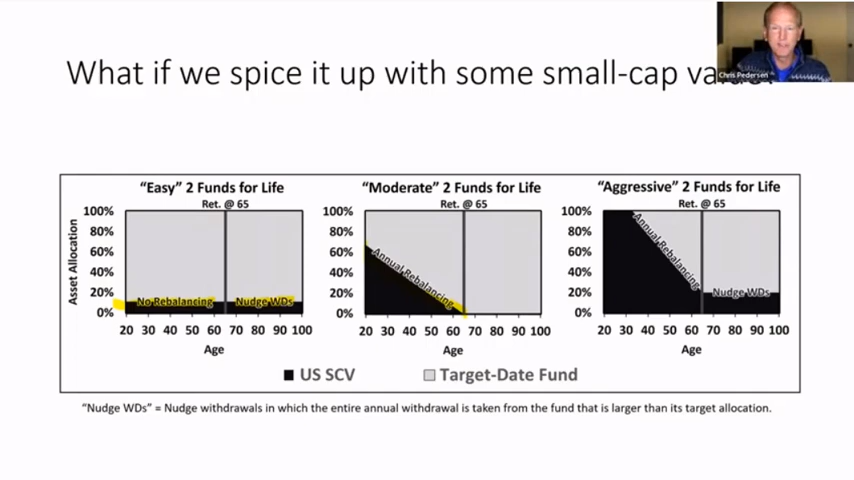 Chris Pedersen
What if we spice it up with some small-cap
"Easy" 2 Funds for Life
"Moderate" 2 Funds for Life
"Aggressive" 2 Funds for Life
Ret. @ 65
Ret. @ 65
Ret. @ 65
Asset Allocation
100%
80%
60%
40%
20%
0%
No Rebalancing
Nudge WDs
20 30 40 50 60 70 80 90 100
Age
100%
80%
60%
40%
20%
0%
Annual Rebalancing
20 30 40 50 60 70 80 90 100
Age
100%
80%
60%
40%
20%
0%
Annual Rebalancing
Nudge WDs
20 30 40 50 60 70 80 90 100
Age
US SCV
Target-Date Fund
"Nudge WDs" = Nudge withdrawals in which the entire annual withdrawal is taken from the fund that is larger than its target allocation.